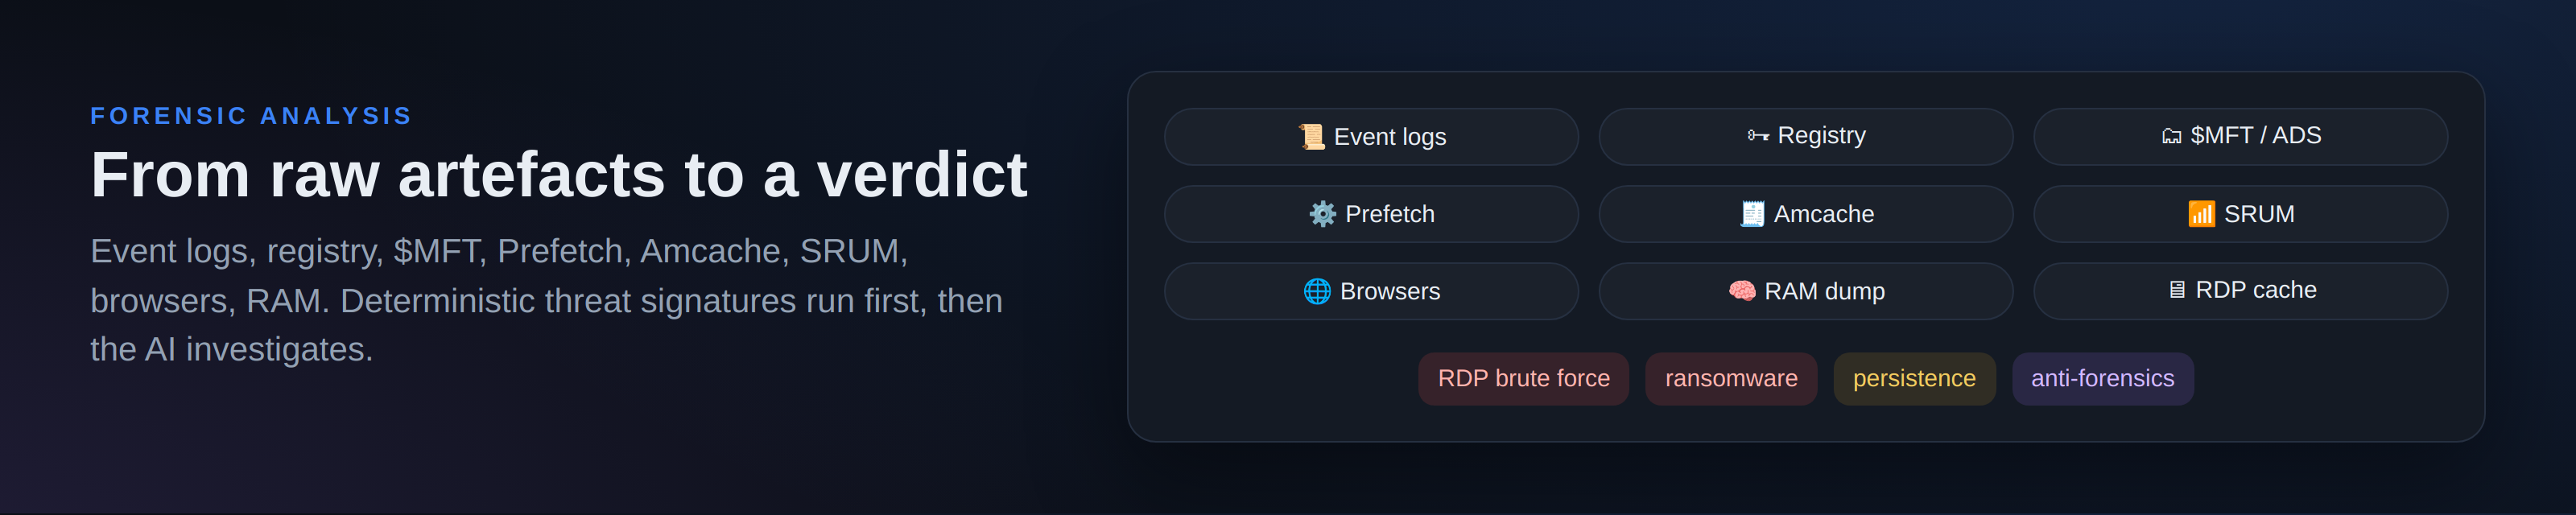 FORENSIC ANALYSIS
From raw artefacts to a verdict
Event logs, registry, $MFT, Prefetch, Amcache, SRUM,
browsers, RAM. Deterministic threat signatures run first, then
the AI investigates.
📜 Event logs
🗝 Registry
🗂 $MFT / ADS
⚙️ Prefetch
🧾 Amcache
📶 SRUM
🌐 Browsers
🧠 RAM dump
🖥 RDP cache
RDP brute force
ransomware
persistence
anti-forensics